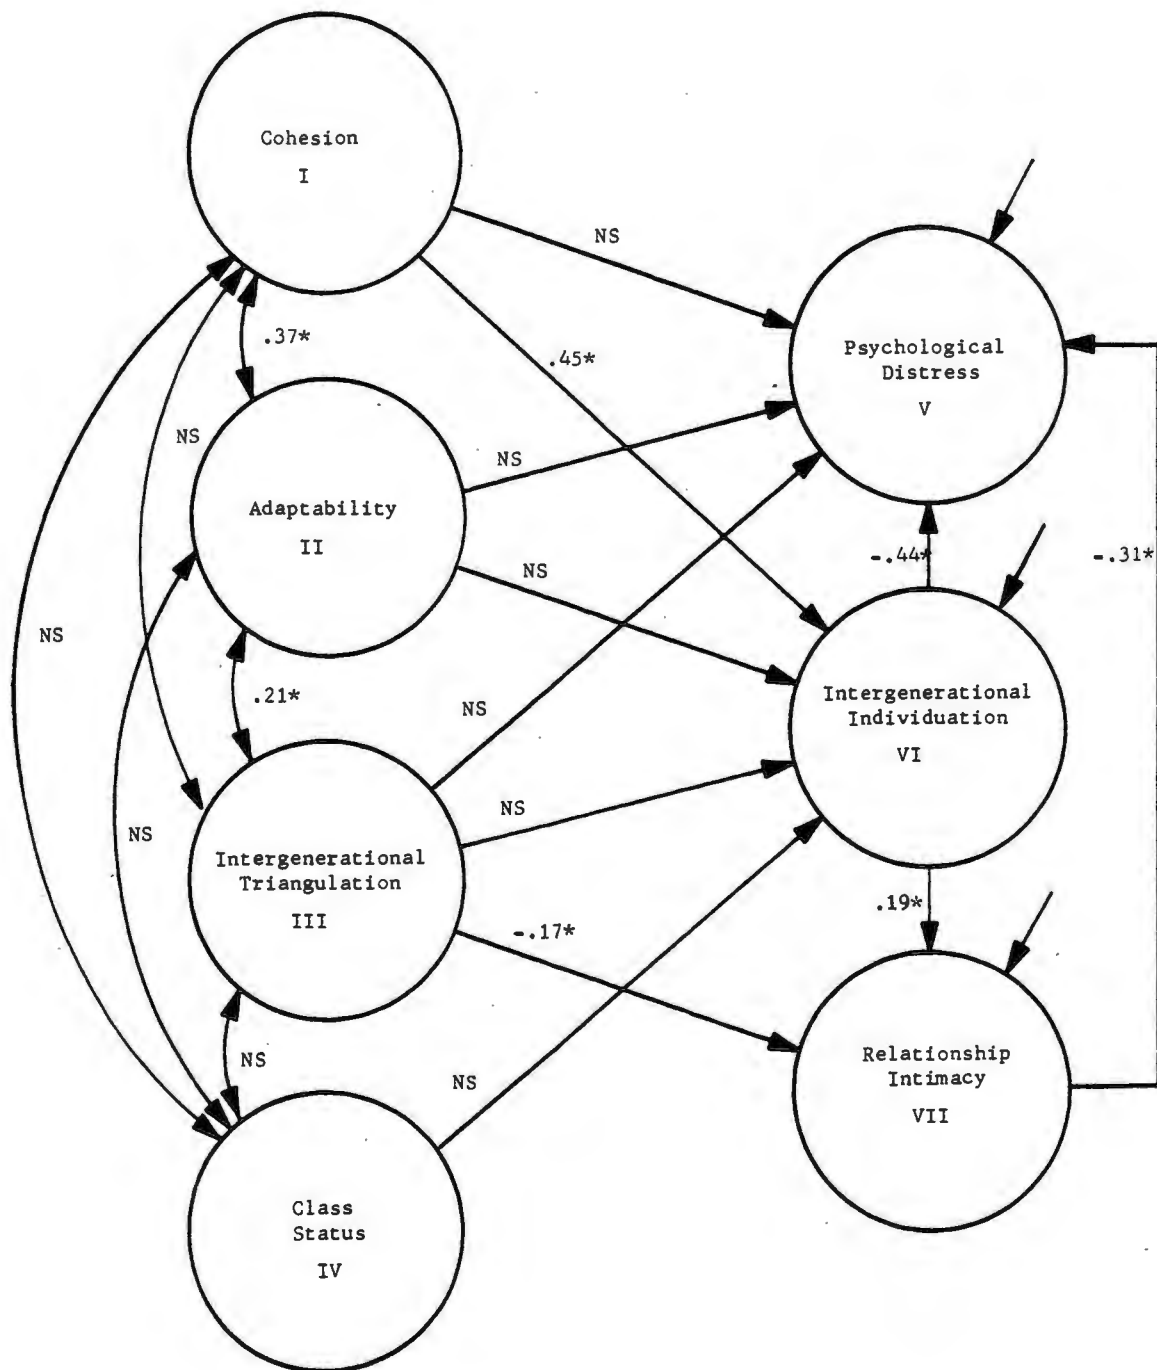 Cohesion
I
NS
.37*
.45*
Psychological
Distress
V
NS
NS
Adaptability
II
NS
-.44*
-.31*
NS
.21*
NS
Intergenerational
Individuation
VI
NS
NS
Intergenerational
Triangulation
III
-.17*
.19*
NS
NS
Relationship
Intimacy
VII
Class
Status
IV